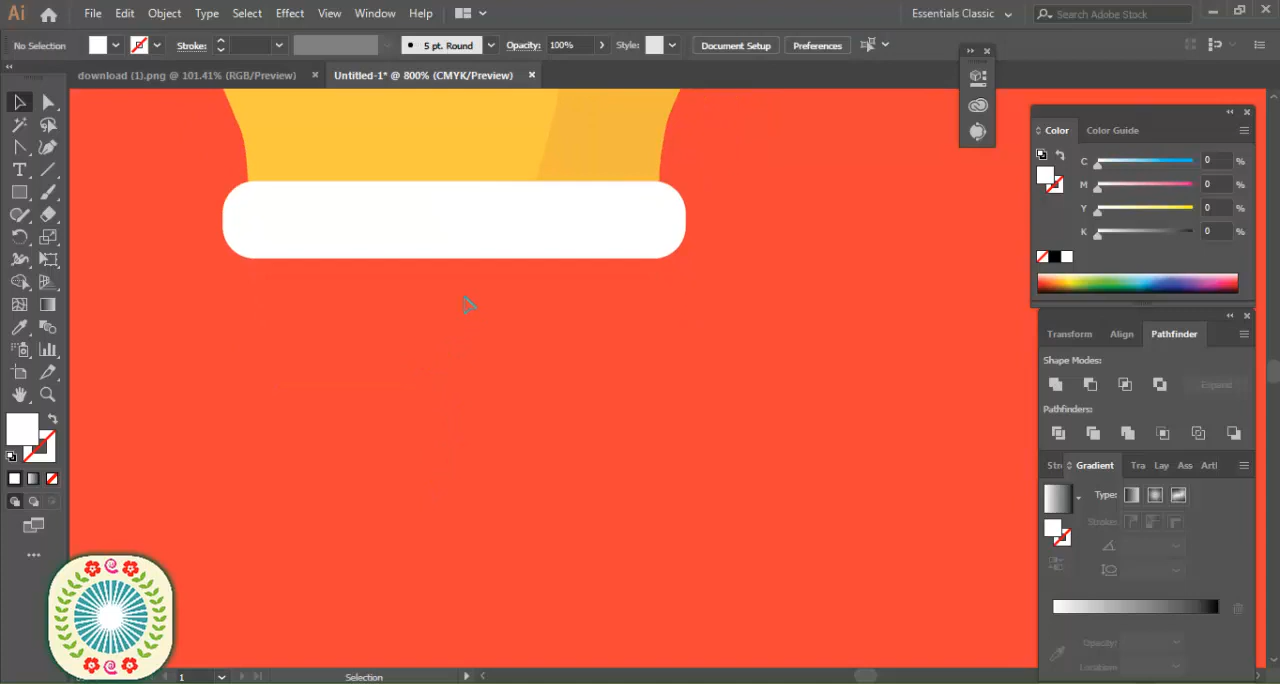 Ai File Edit Object Type Select Effect View Window Help Essentials Classic Search Adobe Stock
No Selection Stroke: 5 pt. Round Opacity: 100% Style: Document Setup Preferences
download (1).png @ 101.41% (RGB/Preview) × Untitled-1* @ 800% (CMYK/Preview) ×
Color Color Guide
C 0 %
M 0 %
Y 0 %
K 0 %
Transform Align Pathfinder
Shape Modes:
Expand
Pathfinders:
Str Gradient Tra Lay Ass Artl
Type:
Stroke:
Opacity:
Location:
1 Selection